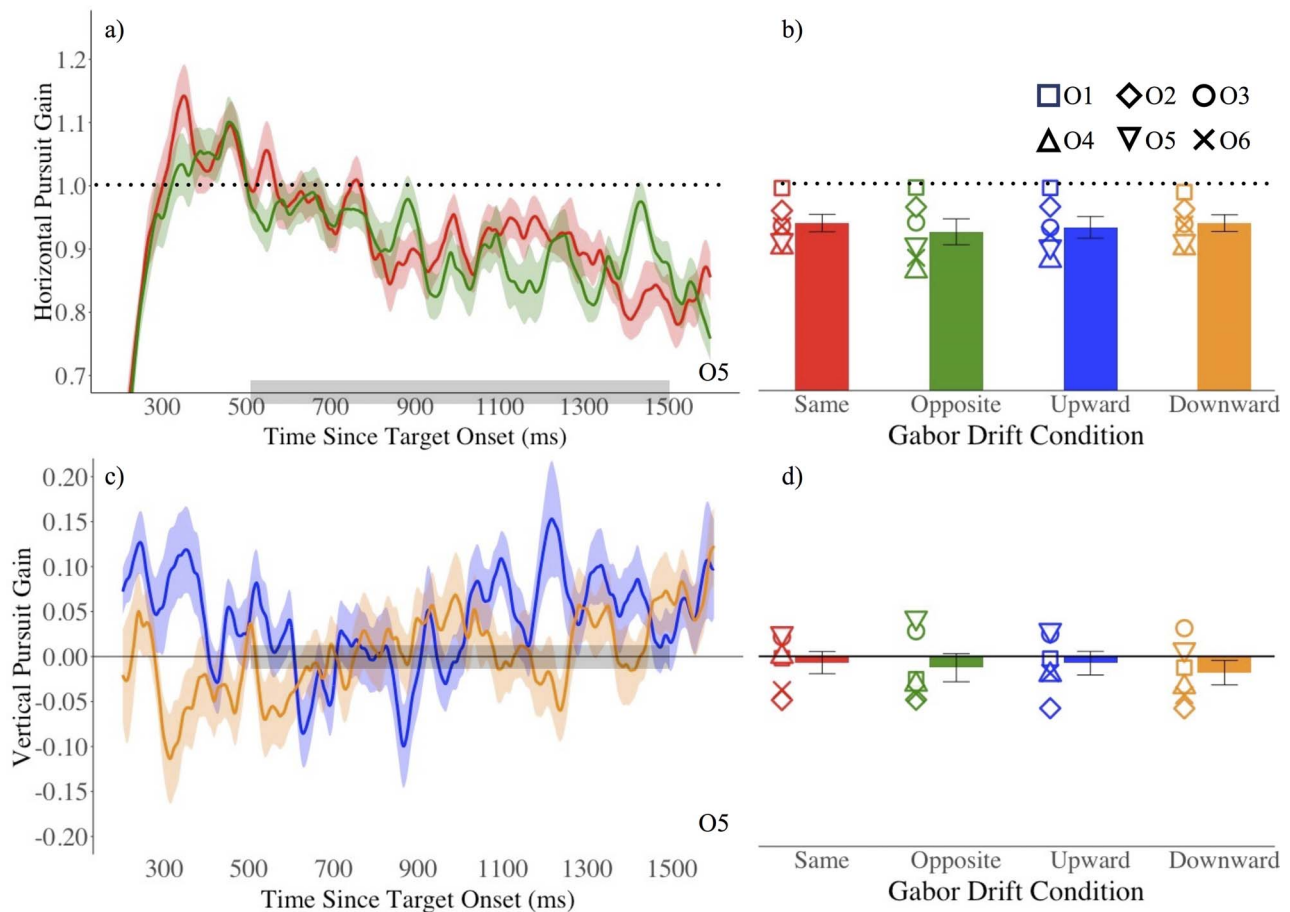 a)
Horizontal Pursuit Gain
1.2
1.1
1.0
0.9
0.8
0.7
O5
300 500 700 900 1100 1300 1500
Time Since Target Onset (ms)
b)
O1 O2 O3
O4 O5 O6
Same Opposite Upward Downward
Gabor Drift Condition
c)
Vertical Pursuit Gain
0.20
0.15
0.10
0.05
0.00
-0.05
-0.10
-0.15
-0.20
O5
300 500 700 900 1100 1300 1500
Time Since Target Onset (ms)
d)
Same Opposite Upward Downward
Gabor Drift Condition